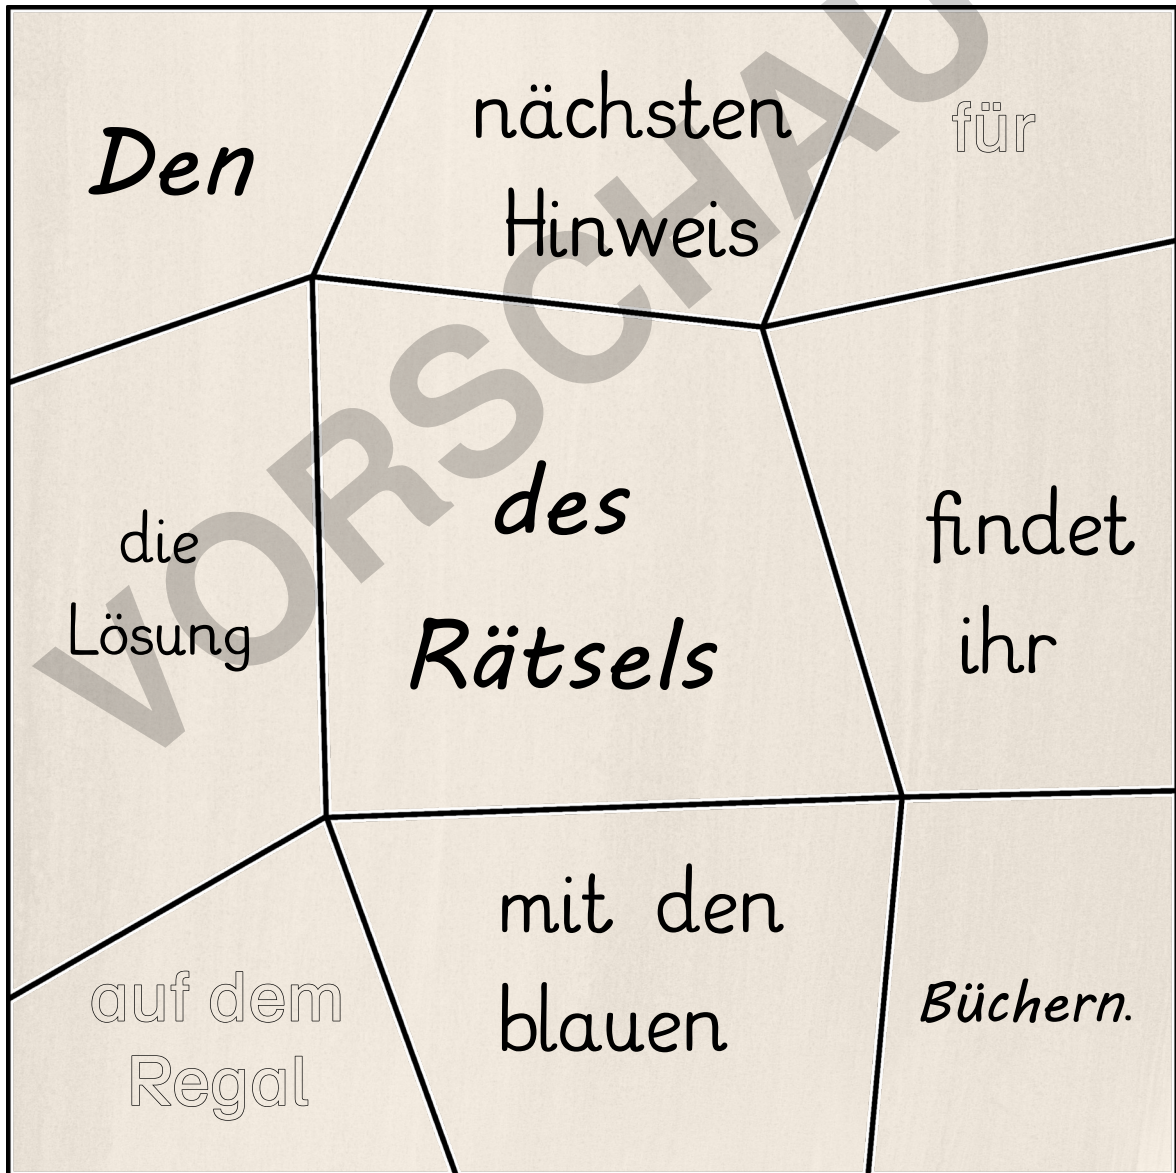 Den
nächsten
Hinweis
für
die
Lösung
des
Rätsels
findet
ihr
auf dem
Regal
mit den
blauen
Büchern.
VORSCHAU